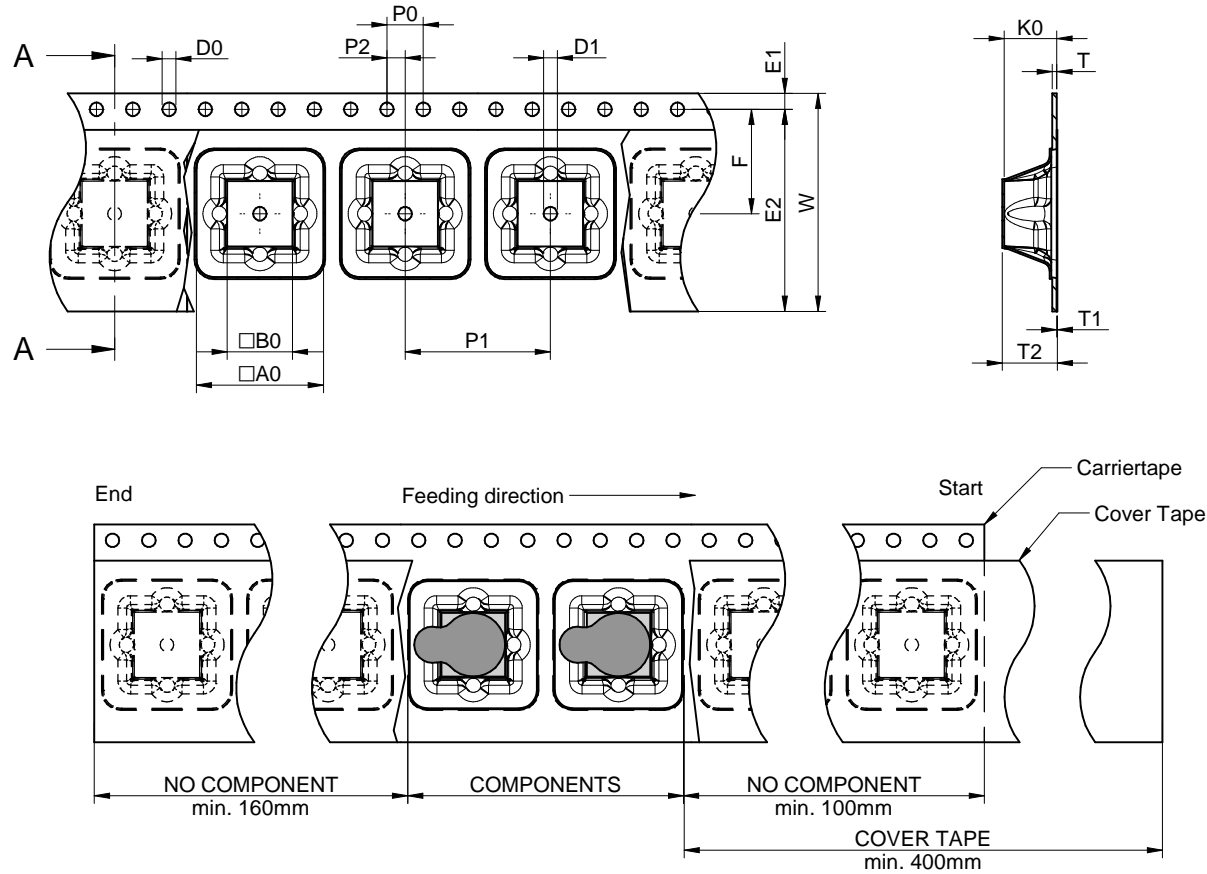 A
D0
P2
P0
D1
E1
K0
T
F
E2
W
□B0
□A0
P1
A
T1
T2
End
Feeding direction
Start
Carriertape
Cover Tape
NO COMPONENT
min. 160mm
COMPONENTS
NO COMPONENT
min. 100mm
COVER TAPE
min. 400mm